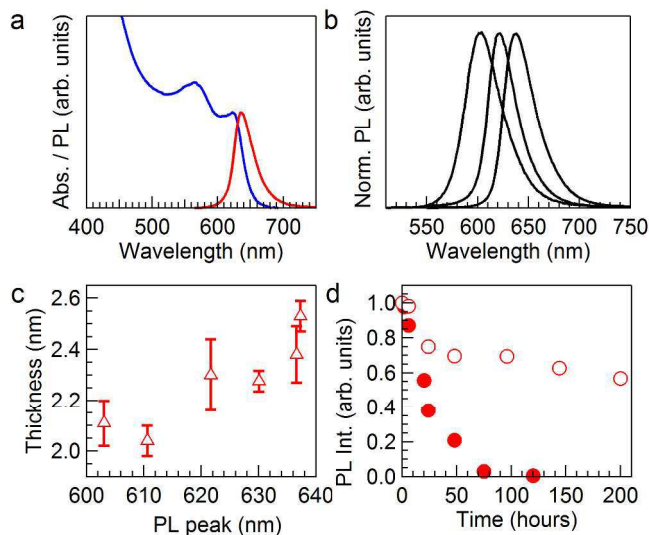 a
Abs. / PL (arb. units)
400 500 600 700
Wavelength (nm)
b
Norm. PL (arb. units)
550 600 650 700 750
Wavelength (nm)
c
Thickness (nm)
2.6
2.4
2.2
2.0
600 610 620 630 640
PL peak (nm)
d
PL Int. (arb. units)
1.0
0.8
0.6
0.4
0.2
0.0
0 50 100 150 200
Time (hours)